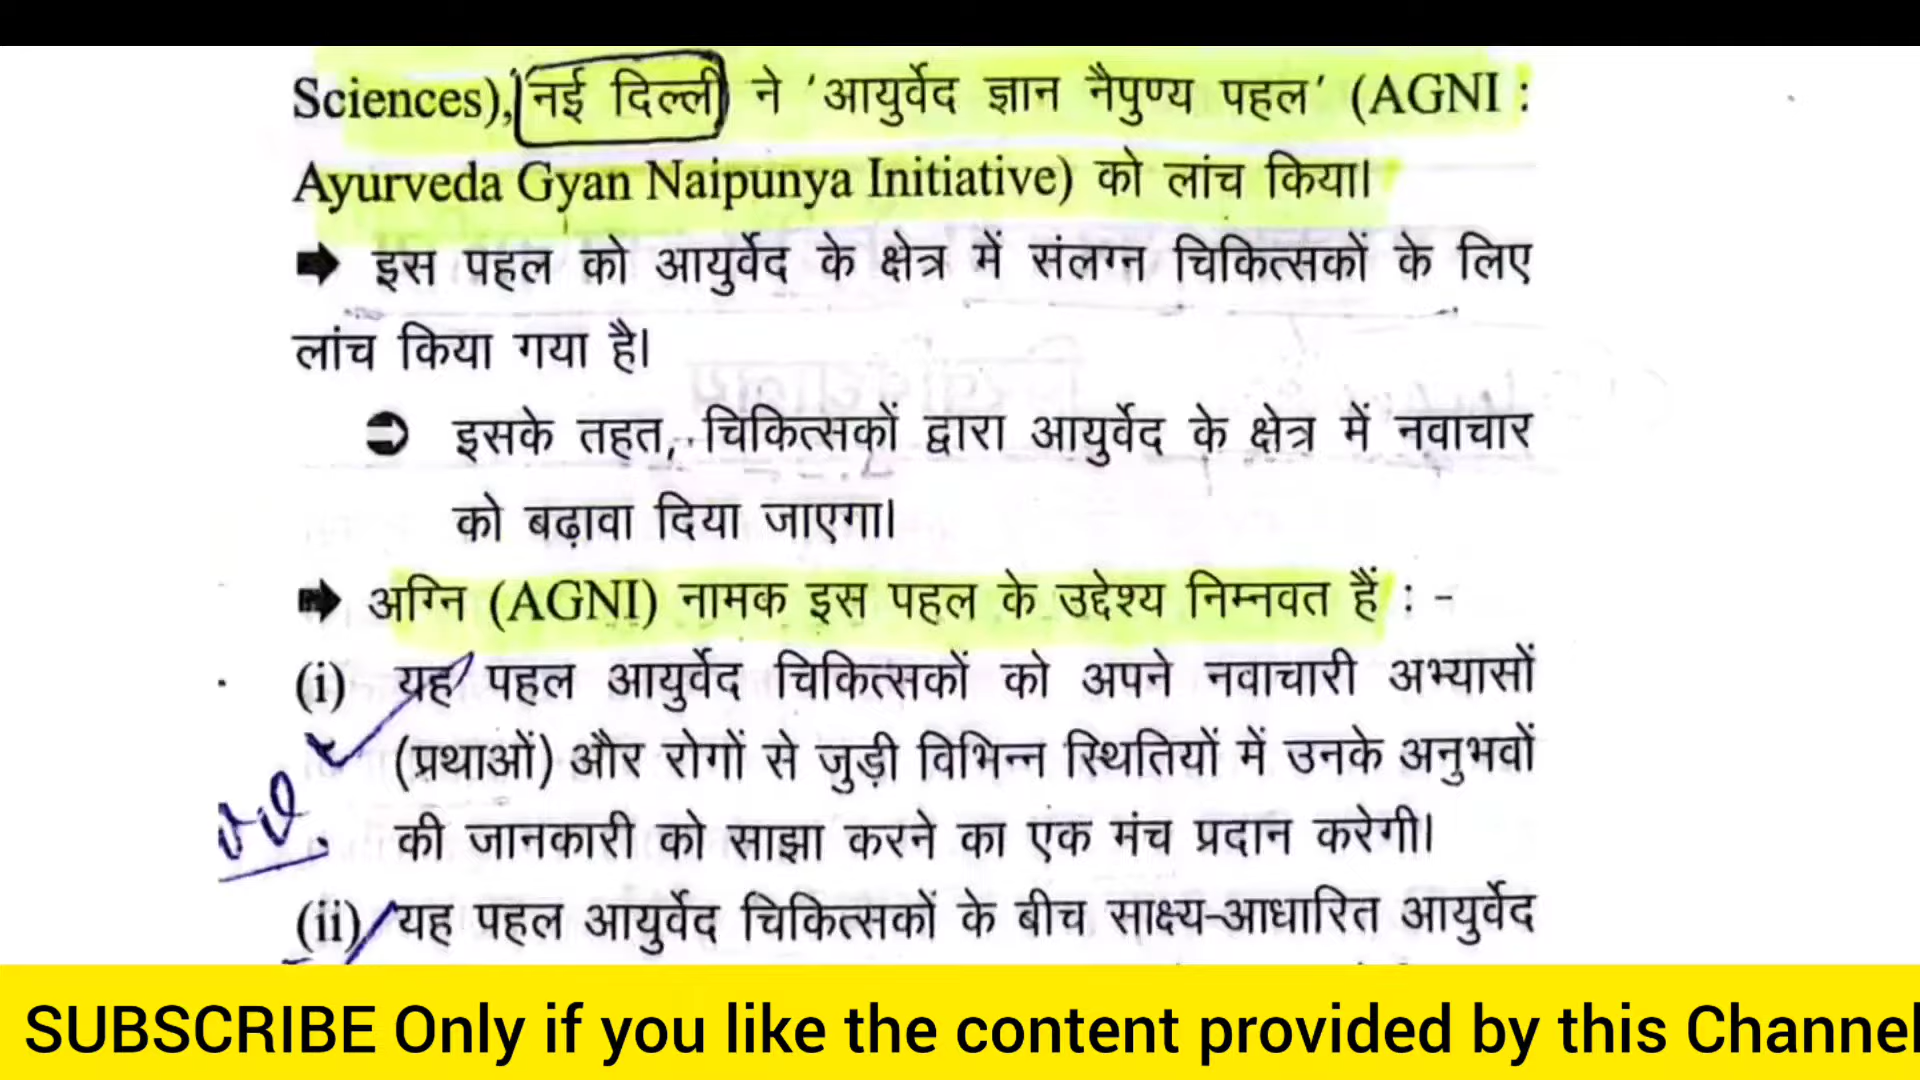 Sciences), नई दिल्ली ने ‘आयुर्वेद ज्ञान नैपुण्य पहल’ (AGNI :
Ayurveda Gyan Naipunya Initiative) को लांच किया।
➡ इस पहल को आयुर्वेद के क्षेत्र में संलग्न चिकित्सकों के लिए
लांच किया गया है।
➲ इसके तहत, चिकित्सकों द्वारा आयुर्वेद के क्षेत्र में नवाचार
को बढ़ावा दिया जाएगा।
➡ अग्नि (AGNI) नामक इस पहल के उद्देश्य निम्नवत हैं : -
(i) यह पहल आयुर्वेद चिकित्सकों को अपने नवाचारी अभ्यासों
(प्रथाओं) और रोगों से जुड़ी विभिन्न स्थितियों में उनके अनुभवों
की जानकारी को साझा करने का एक मंच प्रदान करेगी।
(ii) यह पहल आयुर्वेद चिकित्सकों के बीच साक्ष्य-आधारित आयुर्वेद
SUBSCRIBE Only if you like the content provided by this Channel